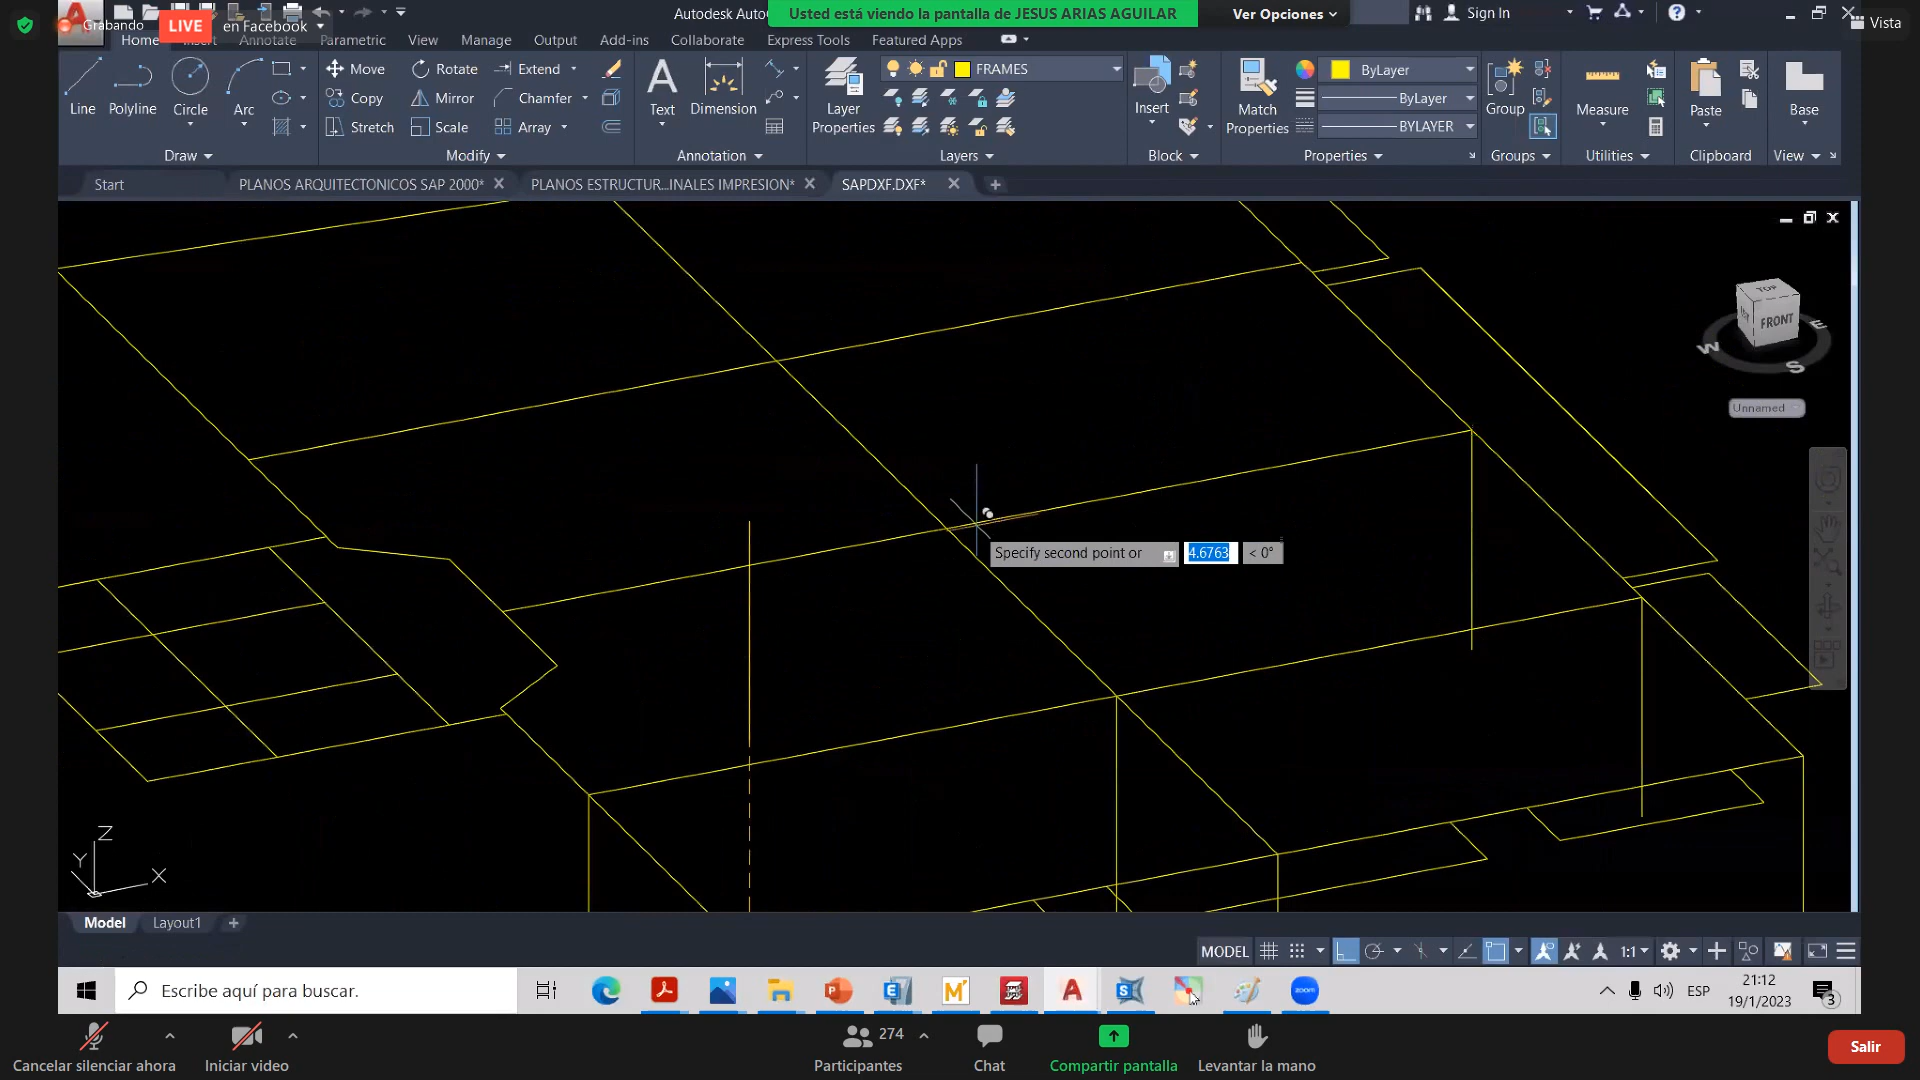 Grabando
LIVE
en Facebook
Autodesk Auto
Usted está viendo la pantalla de JESUS ARIAS AGUILAR
Ver Opciones
Sign In
Vista
Home
Insert
Annotate
Parametric
View
Manage
Output
Add-ins
Collaborate
Express Tools
Featured Apps
Line
Polyline
Circle
Arc
Move
Copy
Stretch
Rotate
Mirror
Scale
Extend
Chamfer
Array
Text
Dimension
Layer
Properties
FRAMES
Insert
Match
Properties
ByLayer
ByLayer
BYLAYER
Group
Measure
Paste
Base
Draw
Modify
Annotation
Layers
Block
Properties
Groups
Utilities
Clipboard
View
Start
PLANOS ARQUITECTONICOS SAP 2000*
PLANOS ESTRUCTUR...INALES IMPRESION*
SAPDXF.DXF*
TOP
FRONT
W
S
E
Unnamed
Specify second point or
4.6763
< 0°
Z
Y
X
Model
Layout1
MODEL
1:1
Escribe aquí para buscar.
ESP
21:12
19/1/2023
3
Cancelar silenciar ahora
Iniciar video
274
Participantes
Chat
Compartir pantalla
Levantar la mano
Salir